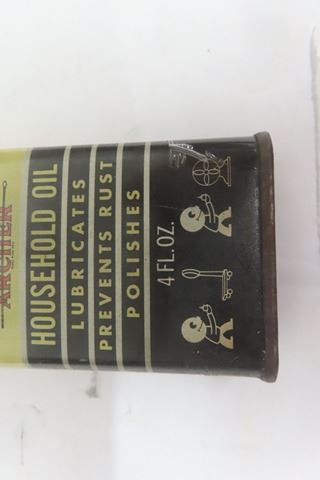 ARCHER
HOUSEHOLD OIL
LUBRICATES
PREVENTS RUST
POLISHES
4 FL.OZ.